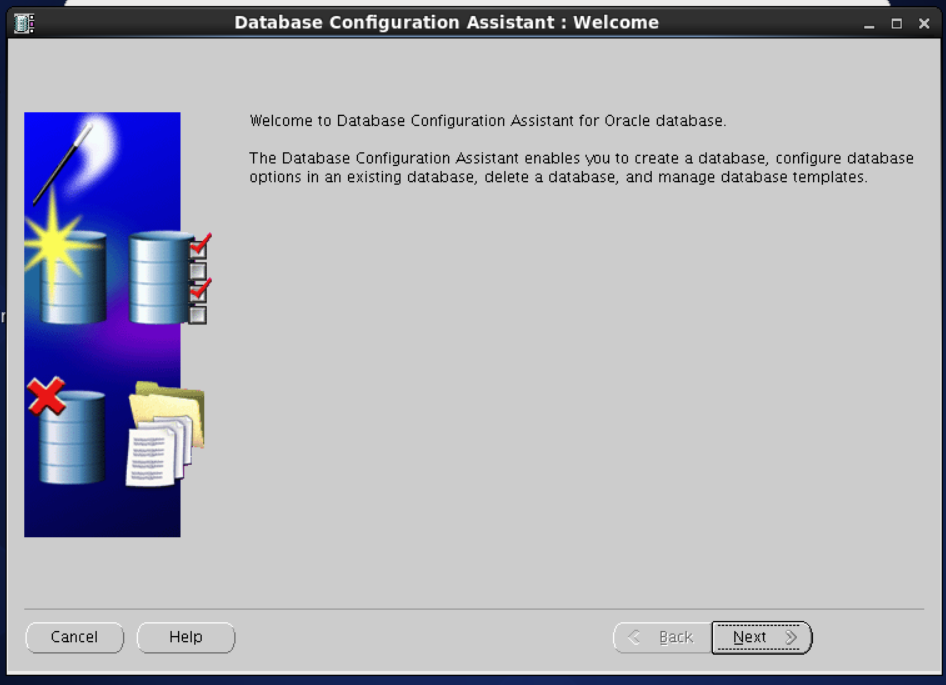 Database Configuration Assistant : Welcome
Welcome to Database Configuration Assistant for Oracle database.
The Database Configuration Assistant enables you to create a database, configure database
options in an existing database, delete a database, and manage database templates.
Cancel
Help
Back
Next